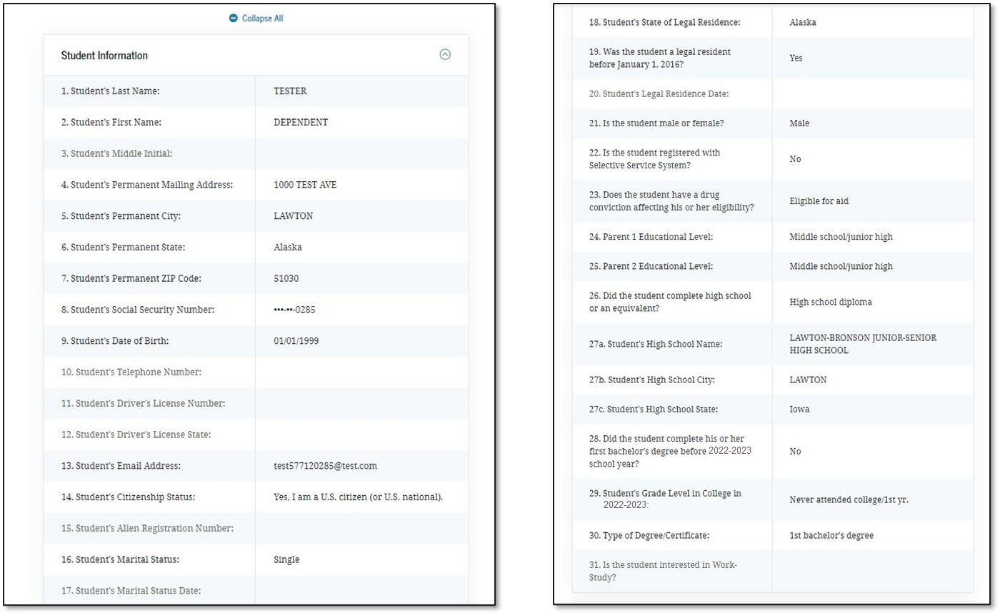 Collapse All
Student Information
1. Student's Last Name: TESTER
2. Student's First Name: DEPENDENT
3. Student's Middle Initial:
4. Student's Permanent Mailing Address: 1000 TEST AVE
5. Student's Permanent City: LAWTON
6. Student's Permanent State: Alaska
7. Student's Permanent ZIP Code: 51030
8. Student's Social Security Number: •••-••-0285
9. Student's Date of Birth: 01/01/1999
10. Student's Telephone Number:
11. Student's Driver's License Number:
12. Student's Driver's License State:
13. Student's Email Address: test577120285@test.com
14. Student's Citizenship Status: Yes, I am a U.S. citizen (or U.S. national).
15. Student's Alien Registration Number:
16. Student's Marital Status: Single
17. Student's Marital Status Date:
18. Student's State of Legal Residence: Alaska
19. Was the student a legal resident
before January 1, 2016?
Yes
20. Student's Legal Residence Date:
21. Is the student male or female? Male
22. Is the student registered with
Selective Service System?
No
23. Does the student have a drug
conviction affecting his or her eligibility?
Eligible for aid
24. Parent 1 Educational Level: Middle school/junior high
25. Parent 2 Educational Level: Middle school/junior high
26. Did the student complete high school
or an equivalent?
High school diploma
27a. Student's High School Name:
LAWTON-BRONSON JUNIOR-SENIOR
HIGH SCHOOL
27b. Student's High School City: LAWTON
27c. Student's High School State: Iowa
28. Did the student complete his or her
first bachelor's degree before 2022-2023
school year?
No
29. Student's Grade Level in College in
2022-2023:
Never attended college/1st yr.
30. Type of Degree/Certificate: 1st bachelor's degree
31. Is the student interested in Work-
Study?